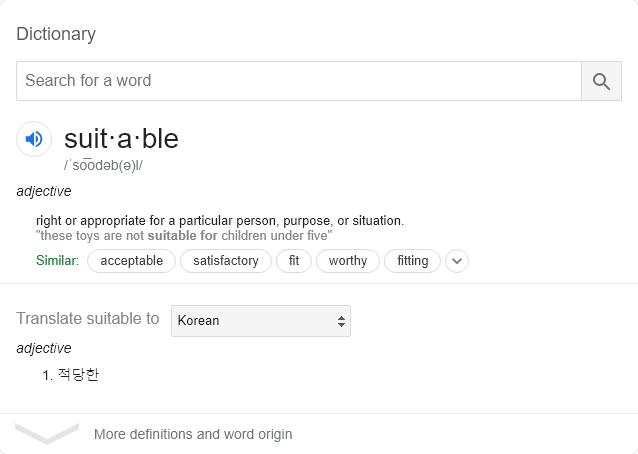 Dictionary
Search for a word
suit·a·ble
/ˈso͞odəb(ə)l/
adjective
right or appropriate for a particular person, purpose, or situation.
"these toys are not suitable for children under five"
Similar: acceptable satisfactory fit worthy fitting
Translate suitable to Korean
adjective
1. 적당한
More definitions and word origin